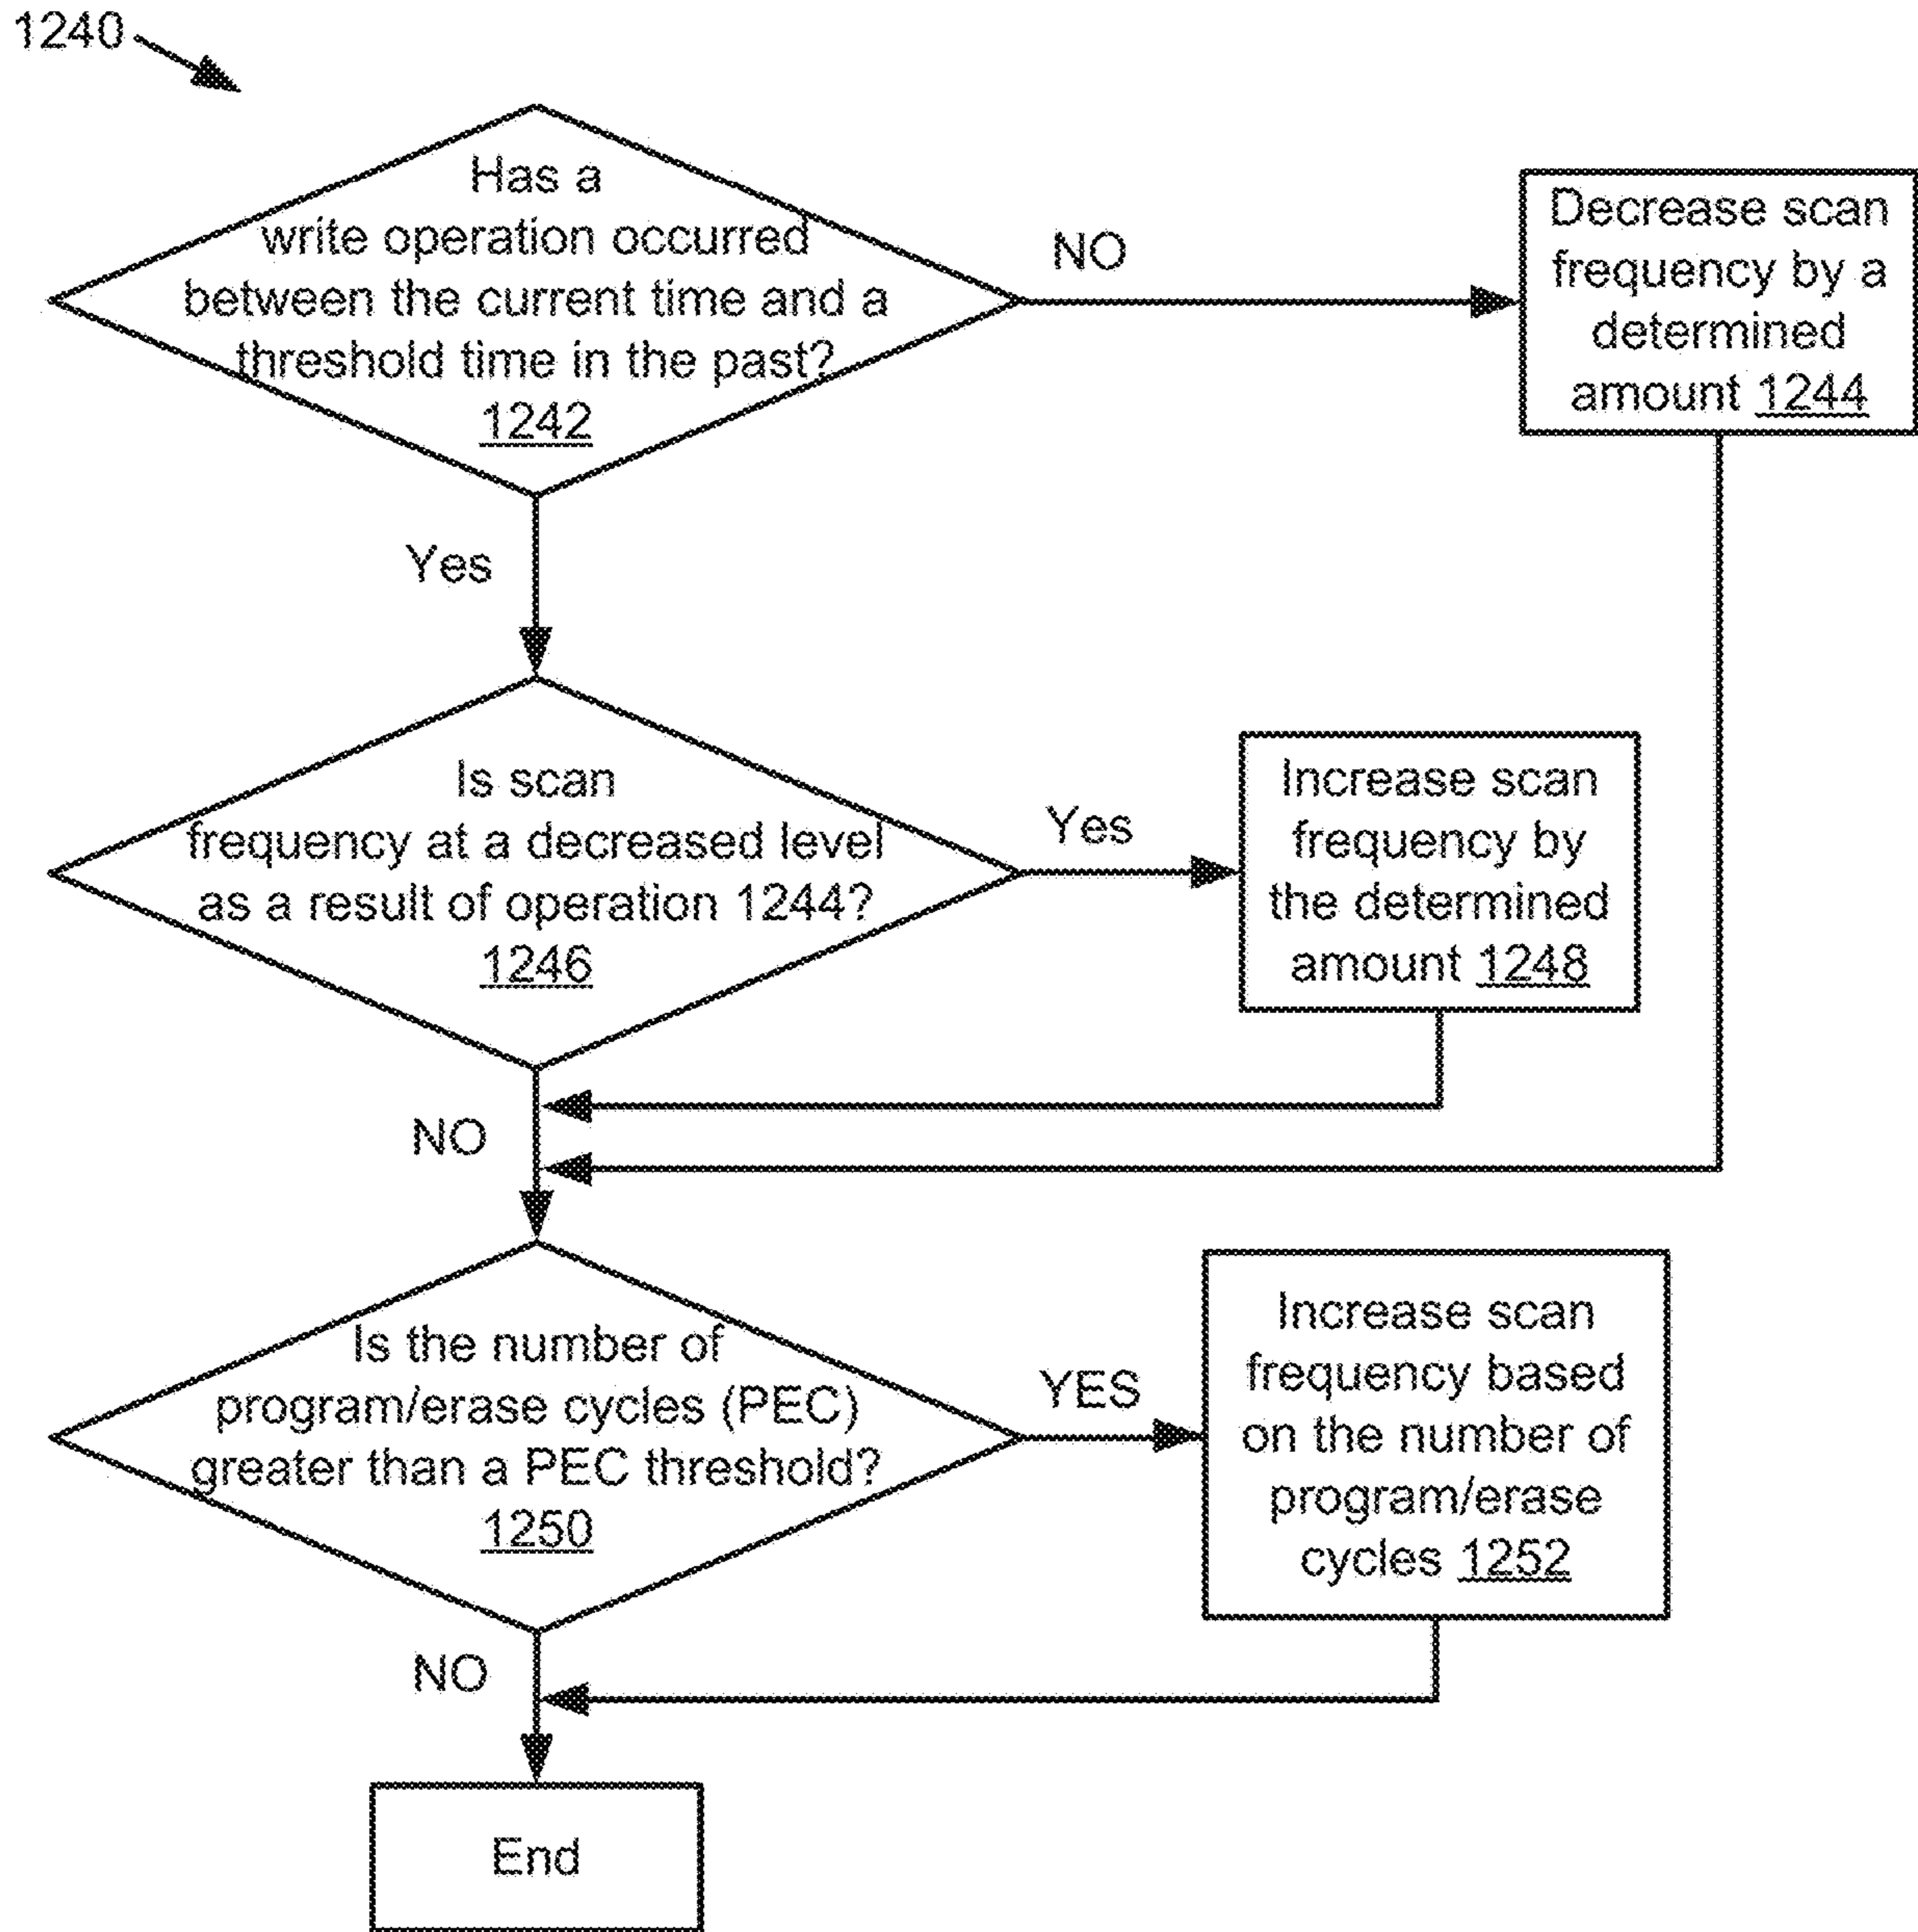 1240
Has a
write operation occurred
between the current time and a
threshold time in the past?
1242
NO
Decrease scan
frequency by a
determined
amount 1244
Yes
Is scan
frequency at a decreased level
as a result of operation 1244?
1246
Yes
Increase scan
frequency by
the determined
amount 1248
NO
Is the number of
program/erase cycles (PEC)
greater than a PEC threshold?
1250
YES
Increase scan
frequency based
on the number of
program/erase
cycles 1252
NO
End